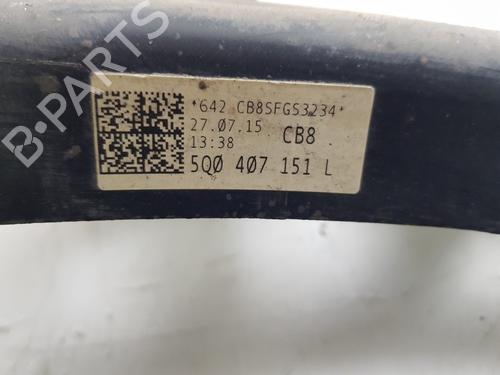 B-PARTS
*642 CB8SFGS3234*
27.07.15 CB8
13:38
5Q0 407 151 L